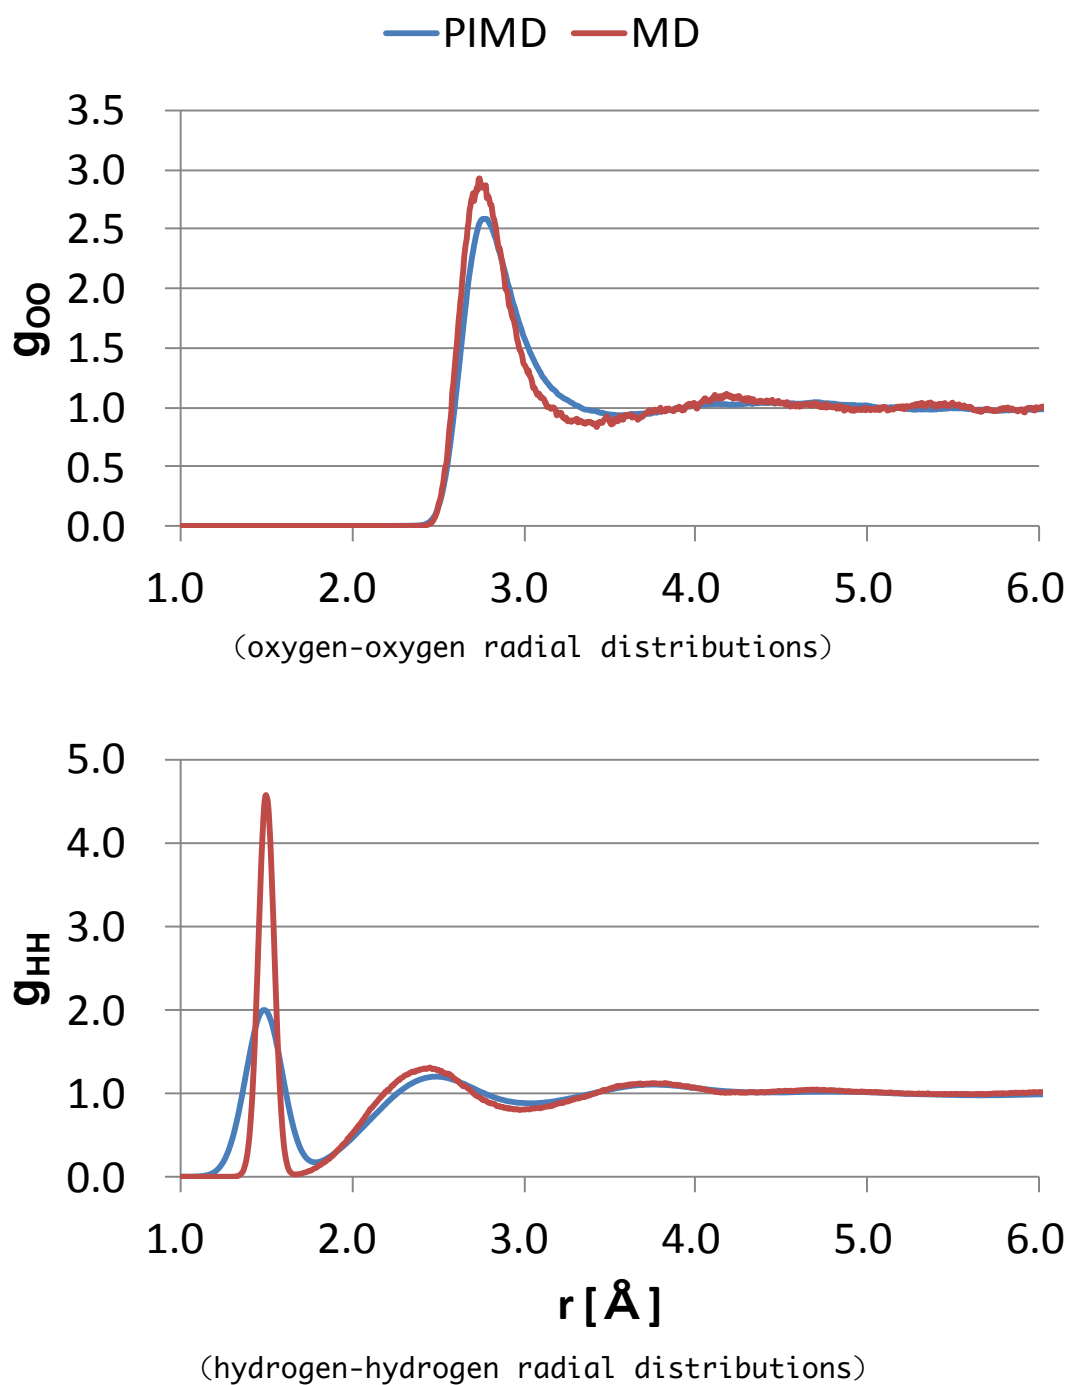 PIMD MD
3.5
3.0
2.5
2.0
1.5
1.0
0.5
0.0
gOO
1.0 2.0 3.0 4.0 5.0 6.0
（oxygen-oxygen radial distributions）
5.0
4.0
3.0
2.0
1.0
0.0
gHH
1.0 2.0 3.0 4.0 5.0 6.0
r [Å]
（hydrogen-hydrogen radial distributions）